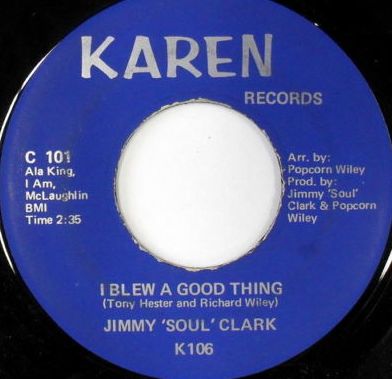 KAREN
RECORDS
C 101
Ala King,
I Am,
McLaughlin
BMI
Time 2:35
Arr. by:
Popcorn Wiley
Prod. by:
Jimmy 'Soul'
Clark & Popcorn
Wiley
I BLEW A GOOD THING
(Tony Hester and Richard Wiley)
JIMMY 'SOUL' CLARK
K106